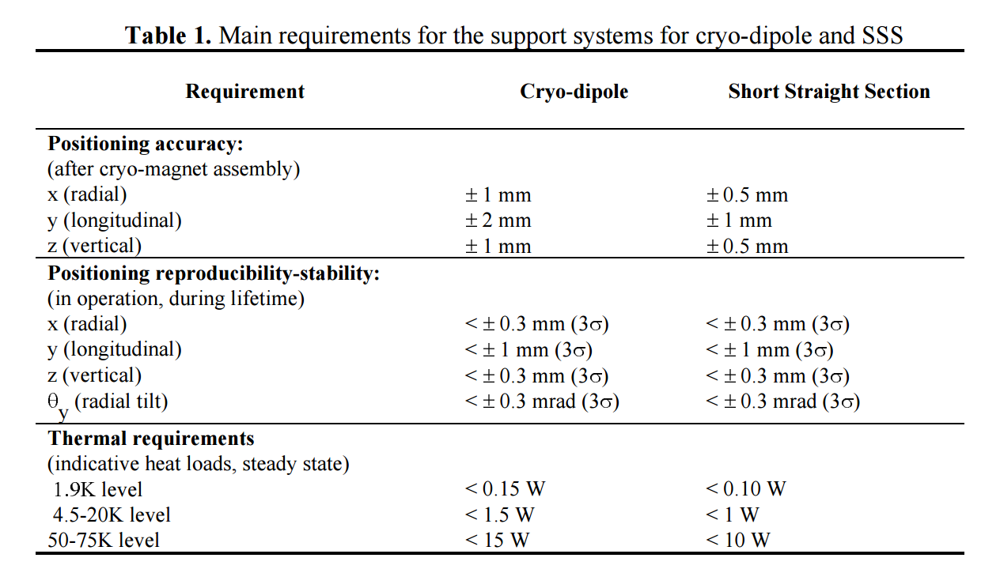 Table 1. Main requirements for the support systems for cryo-dipole and SSS
Requirement Cryo-dipole Short Straight Section
Positioning accuracy:
(after cryo-magnet assembly)
x (radial) ± 1 mm ± 0.5 mm
y (longitudinal) ± 2 mm ± 1 mm
z (vertical) ± 1 mm ± 0.5 mm
Positioning reproducibility-stability:
(in operation, during lifetime)
x (radial) < ± 0.3 mm (3σ) < ± 0.3 mm (3σ)
y (longitudinal) < ± 1 mm (3σ) < ± 1 mm (3σ)
z (vertical) < ± 0.3 mm (3σ) < ± 0.3 mm (3σ)
θy (radial tilt) < ± 0.3 mrad (3σ) < ± 0.3 mrad (3σ)
Thermal requirements
(indicative heat loads, steady state)
1.9K level < 0.15 W < 0.10 W
4.5-20K level < 1.5 W < 1 W
50-75K level < 15 W < 10 W